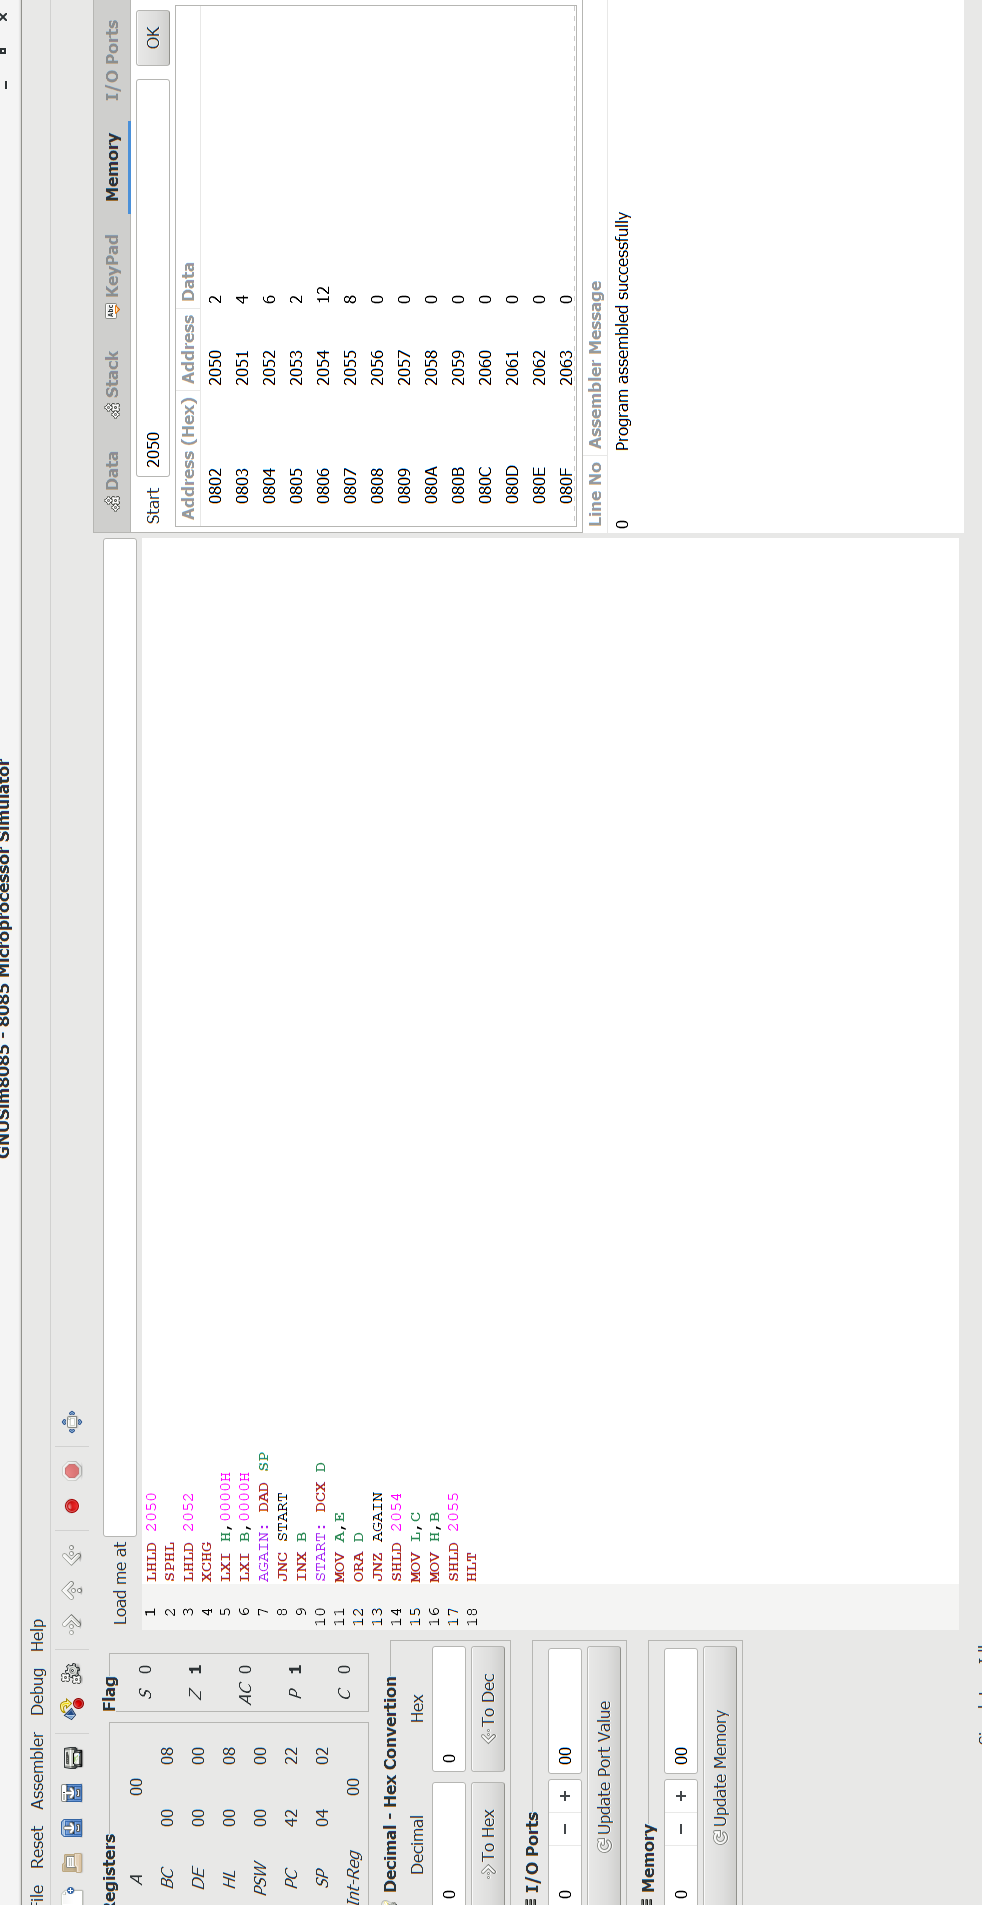 GNUSim8085 - 8085 Microprocessor Simulator
File Reset Assembler Debug Help
Registers
A 00
BC 00 08
DE 00 00
HL 00 08
PSW 00 00
PC 42 22
SP 04 02
Int-Reg 00
Flag
S 0
Z 1
AC 0
P 1
C 0
Decimal - Hex Convertion
Decimal Hex
0 0
To Hex To Dec
I/O Ports
0 − + 00
Update Port Value
Memory
0 − + 00
Update Memory
Load me at
1 LHLD 2050
2 SPHL
3 LHLD 2052
4 XCHG
5 LXI H,0000H
6 LXI B,0000H
7 AGAIN: DAD SP
8 JNC START
9 INX B
10 START: DCX D
11 MOV A,E
12 ORA D
13 JNZ AGAIN
14 SHLD 2054
15 MOV L,C
16 MOV H,B
17 SHLD 2055
18 HLT
Data Stack KeyPad Memory I/O Ports
Start 2050 OK
Address (Hex) Address Data
0802 2050 2
0803 2051 4
0804 2052 6
0805 2053 2
0806 2054 12
0807 2055 8
0808 2056 0
0809 2057 0
080A 2058 0
080B 2059 0
080C 2060 0
080D 2061 0
080E 2062 0
080F 2063 0
Line No Assembler Message
0 Program assembled successfully